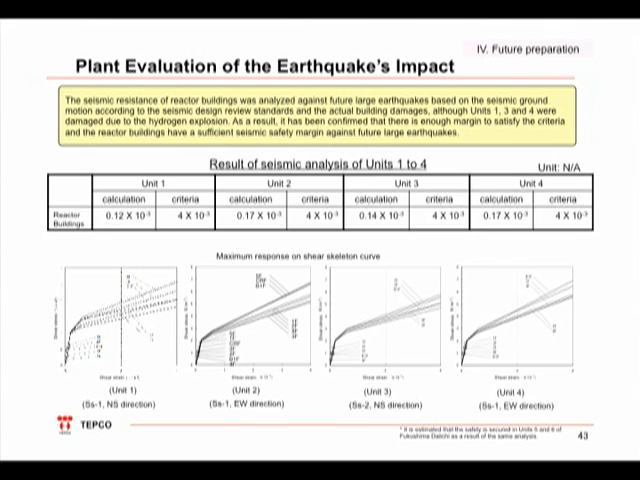 IV. Future preparation
Plant Evaluation of the Earthquake's Impact
The seismic resistance of reactor buildings was analyzed against future large earthquakes based on the seismic ground
motion according to the seismic design review standards and the actual building damages, although Units 1, 3 and 4 were
damaged due to the hydrogen explosion. As a result, it has been confirmed that there is enough margin to satisfy the criteria
and the reactor buildings have a sufficient seismic safety margin against future large earthquakes.
Result of seismic analysis of Units 1 to 4
Unit: N/A
Unit 1 Unit 2 Unit 3 Unit 4
calculation criteria calculation criteria calculation criteria calculation criteria
Reactor
Buildings
0.12 X 10⁻³ 4 X 10⁻³ 0.17 X 10⁻³ 4 X 10⁻³ 0.14 X 10⁻³ 4 X 10⁻³ 0.17 X 10⁻³ 4 X 10⁻³
Maximum response on shear skeleton curve
(Unit 1) (Unit 2) (Unit 3) (Unit 4)
(Ss-1, NS direction) (Ss-1, EW direction) (Ss-2, NS direction) (Ss-1, EW direction)
TEPCO
TEPCO
* It is estimated that the safety is secured in Units 5 and 6 of
Fukushima Daiichi as a result of the same analysis.
43